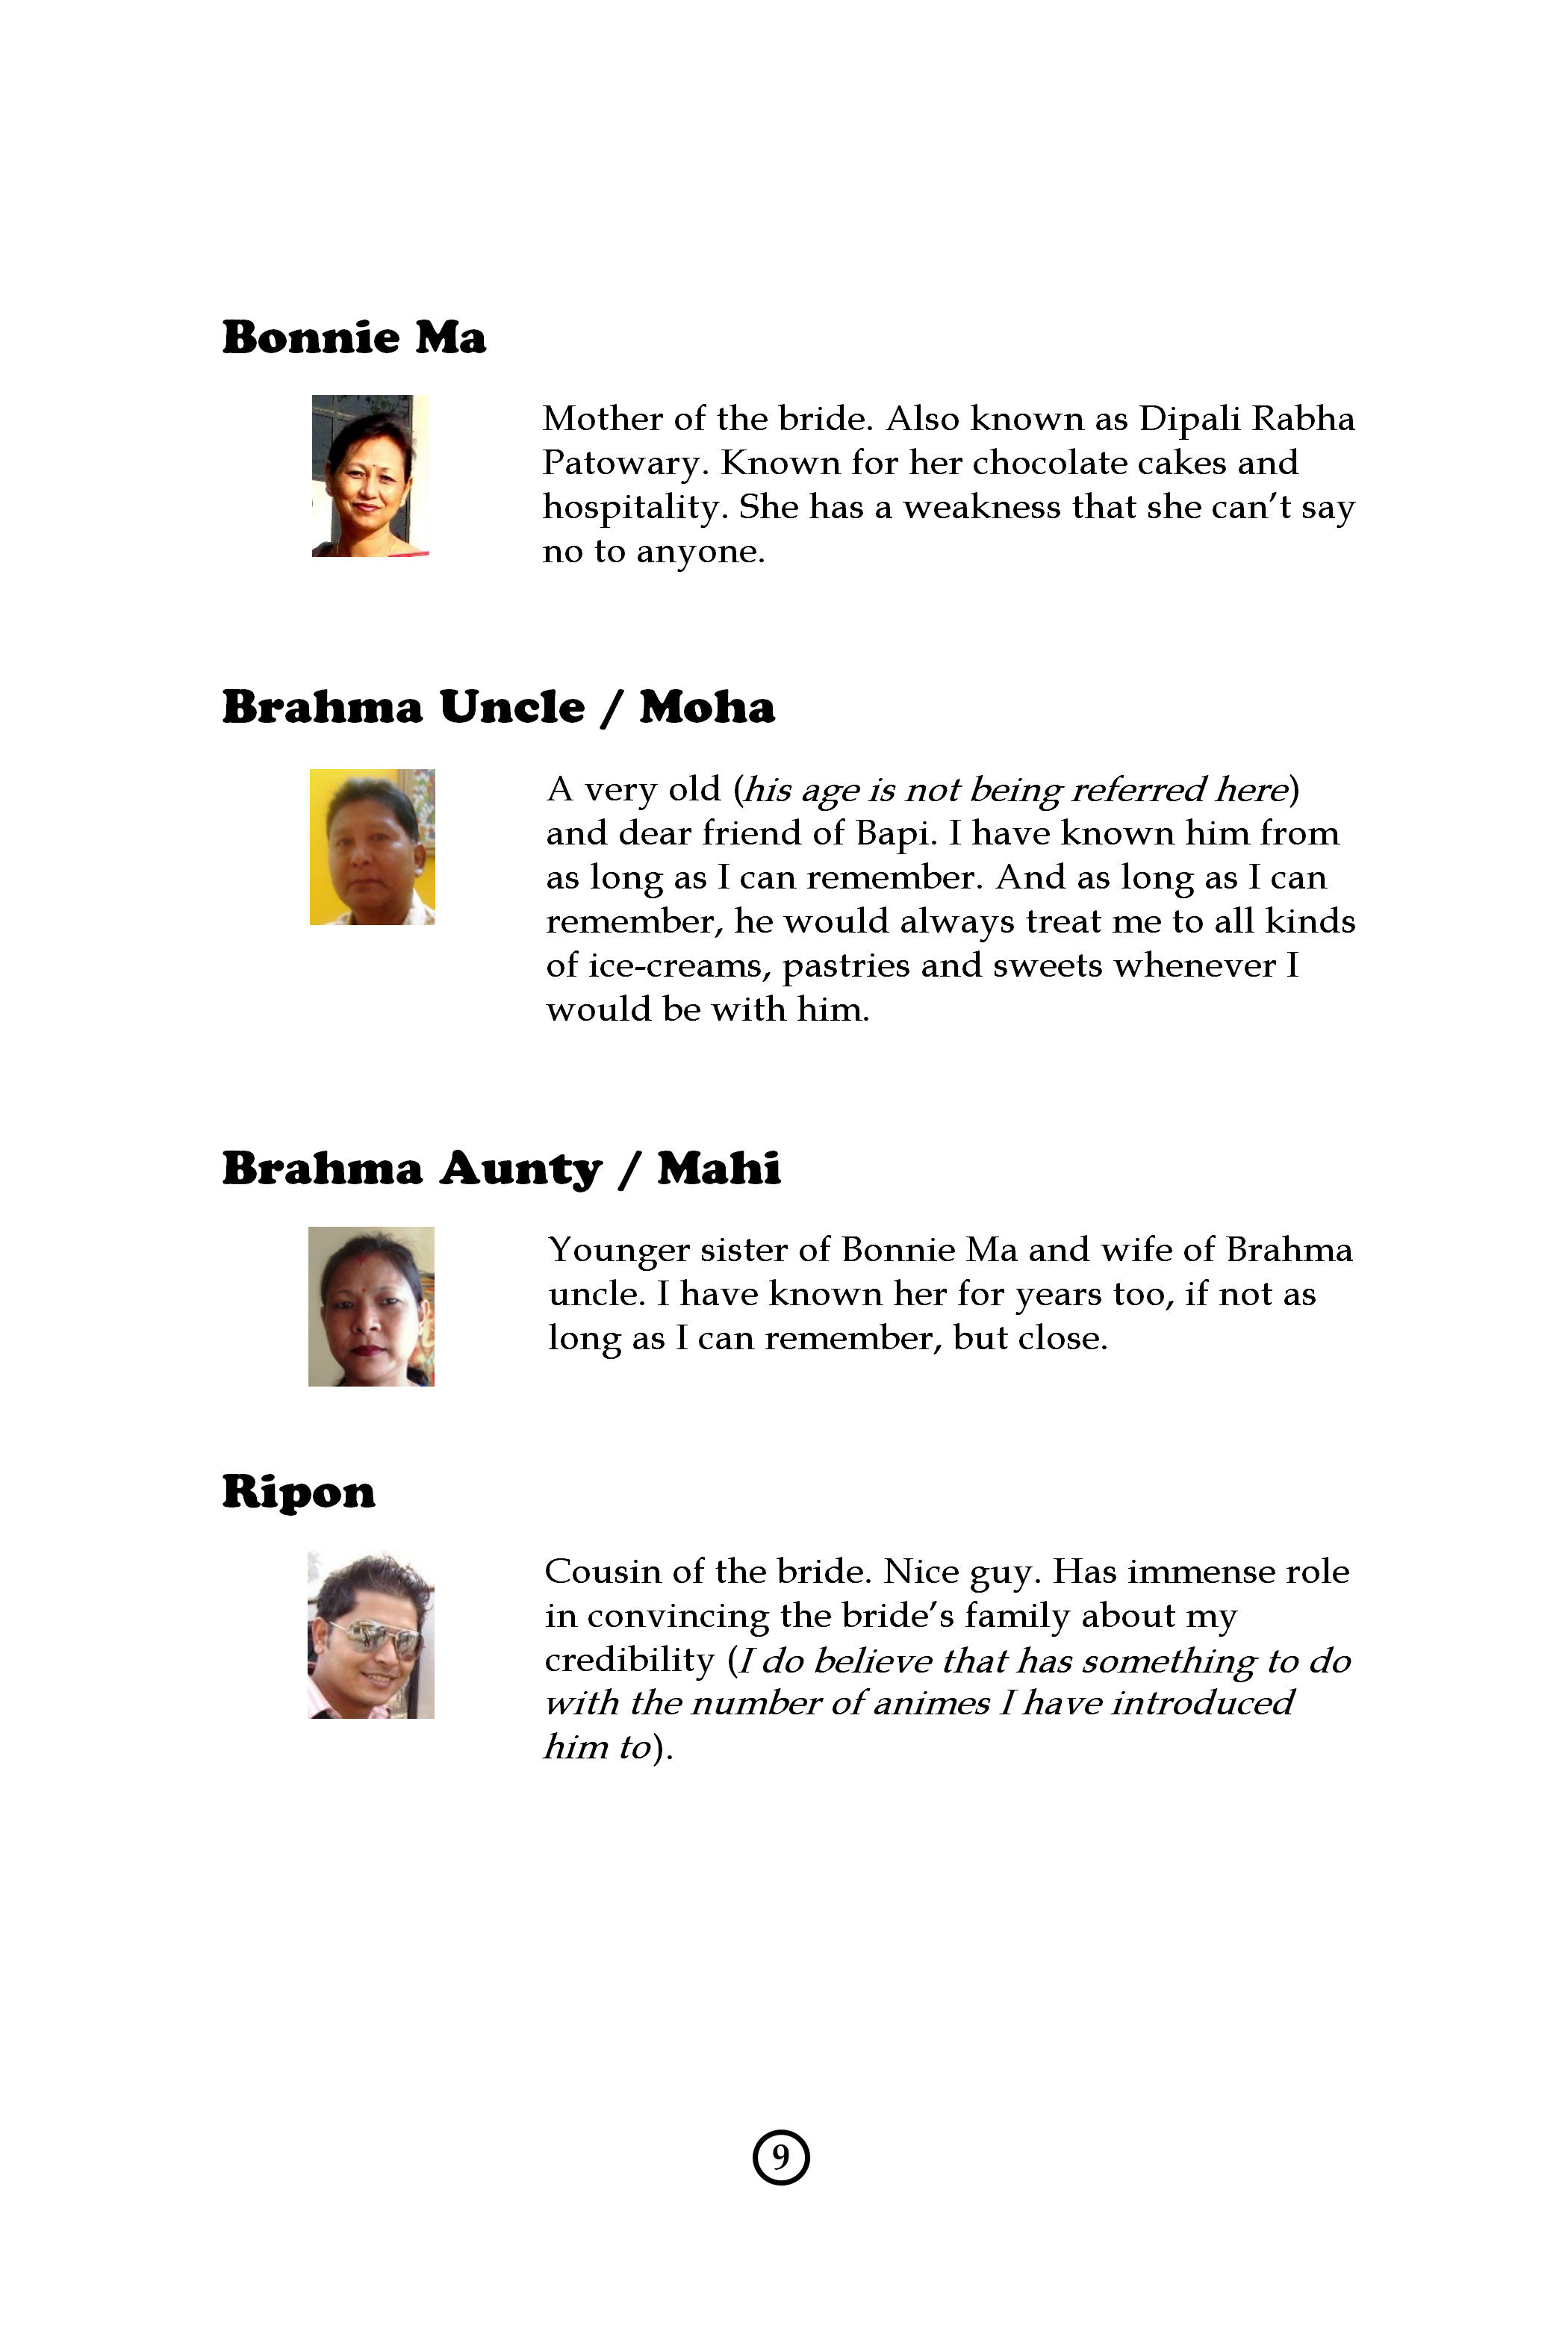 Bonnie Ma
Mother of the bride. Also known as Dipali Rabha
Patowary. Known for her chocolate cakes and
hospitality. She has a weakness that she can’t say
no to anyone.
Brahma Uncle / Moha
A very old (his age is not being referred here)
and dear friend of Bapi. I have known him from
as long as I can remember. And as long as I can
remember, he would always treat me to all kinds
of ice-creams, pastries and sweets whenever I
would be with him.
Brahma Aunty / Mahi
Younger sister of Bonnie Ma and wife of Brahma
uncle. I have known her for years too, if not as
long as I can remember, but close.
Ripon
Cousin of the bride. Nice guy. Has immense role
in convincing the bride’s family about my
credibility (I do believe that has something to do
with the number of animes I have introduced
him to).
9